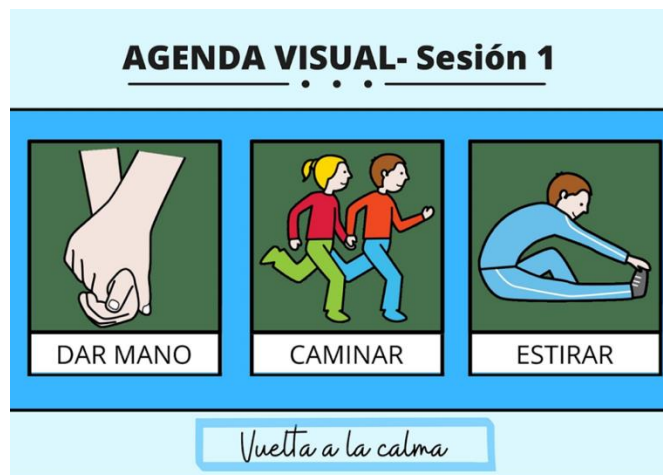 AGENDA VISUAL- Sesión 1
DAR MANO
CAMINAR
ESTIRAR
Vuelta a la calma